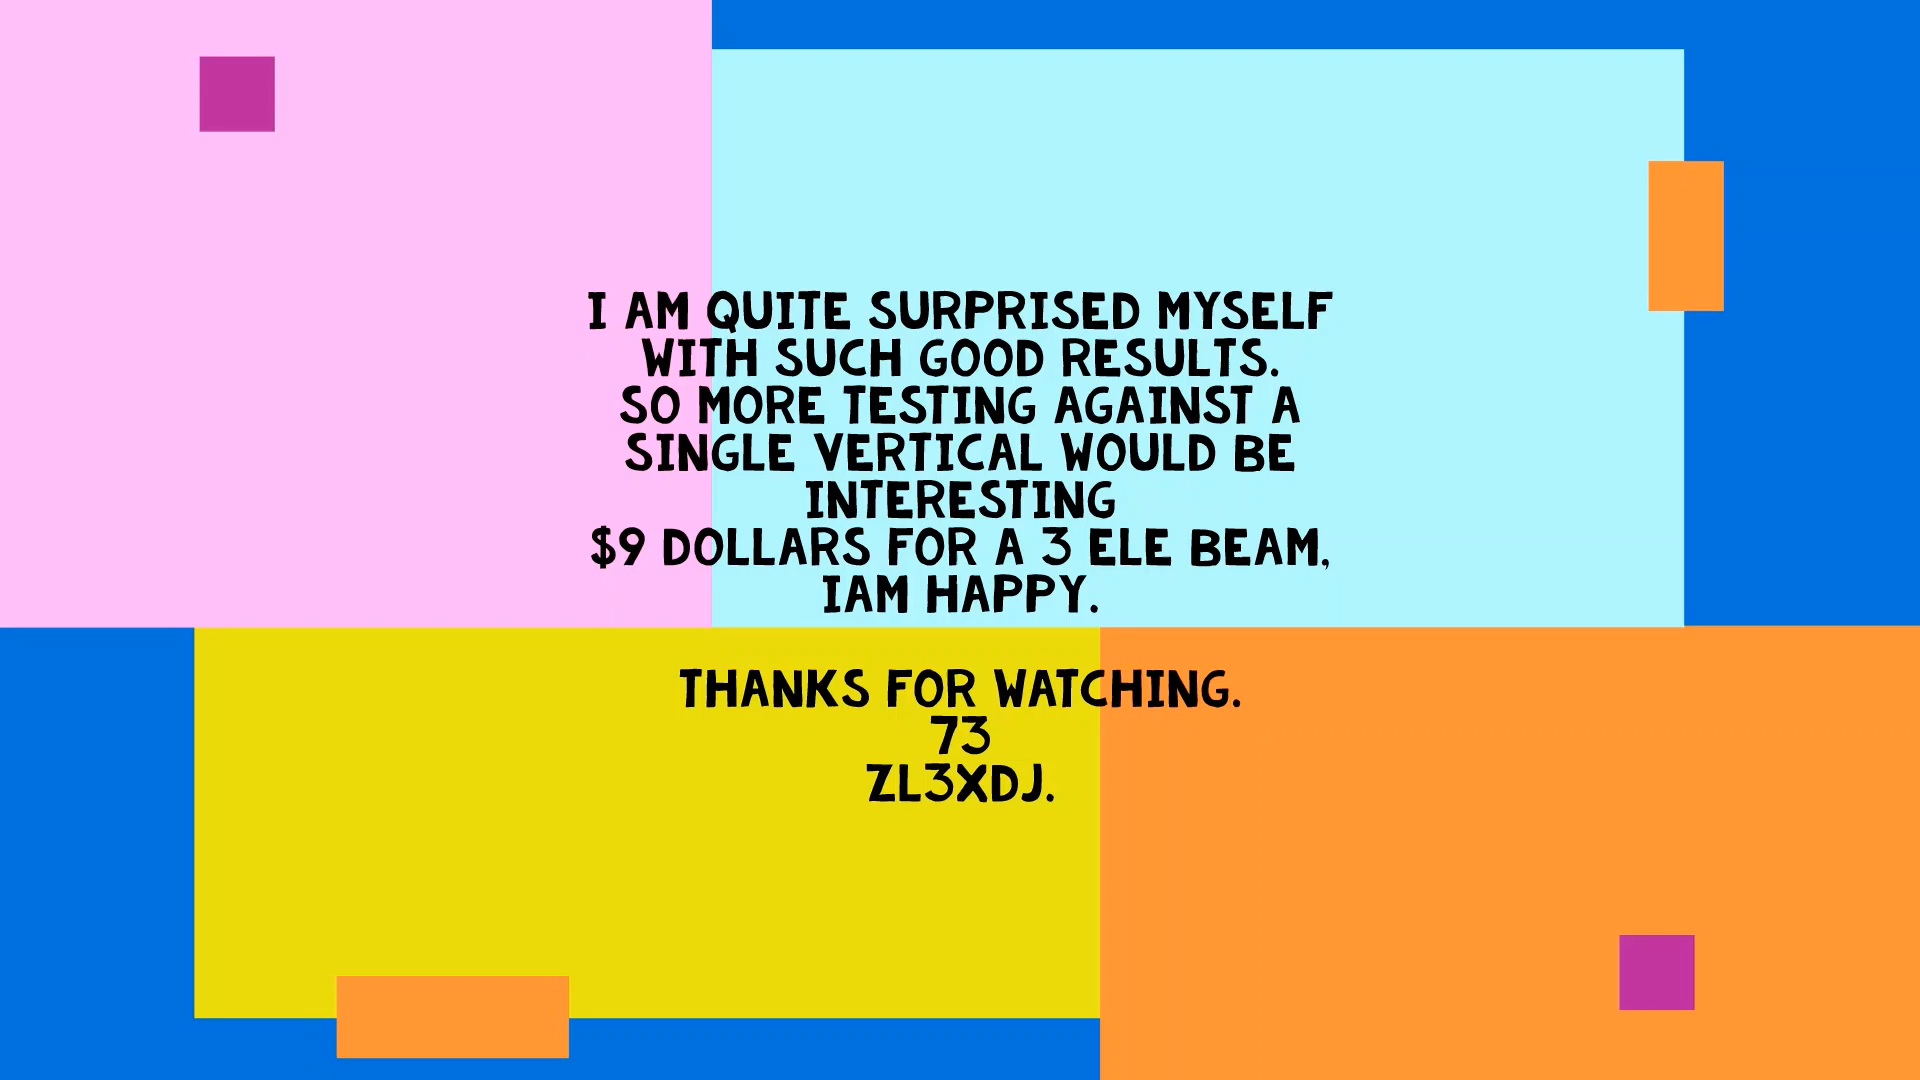 I AM QUITE SURPRISED MYSELF
WITH SUCH GOOD RESULTS.
SO MORE TESTING AGAINST A
SINGLE VERTICAL WOULD BE
INTERESTING
$9 DOLLARS FOR A 3 ELE BEAM,
IAM HAPPY.
THANKS FOR WATCHING.
73
ZL3XDJ.